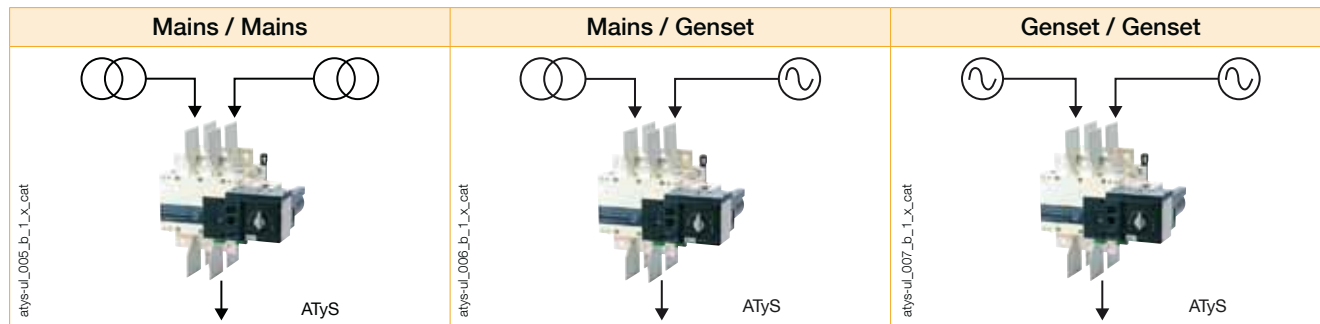 Mains / Mains
Mains / Genset
Genset / Genset
atys-ul_005_b_1_x_cat
ATyS
atys-ul_006_b_1_x_cat
ATyS
atys-ul_007_b_1_x_cat
ATyS